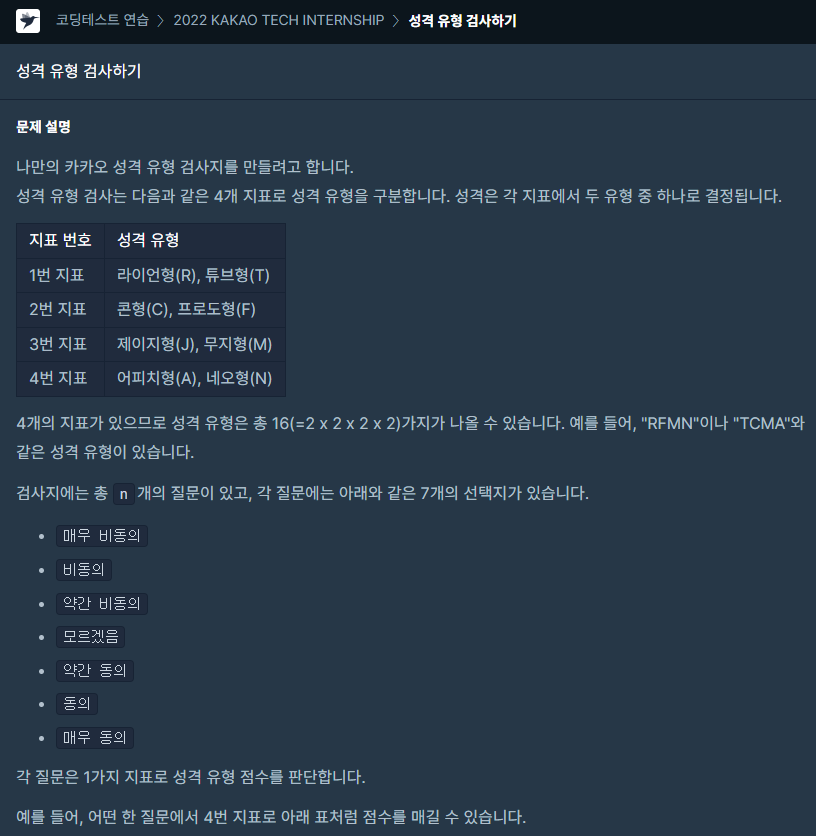 코딩테스트 연습 > 2022 KAKAO TECH INTERNSHIP > 성격 유형 검사하기
성격 유형 검사하기
문제 설명
나만의 카카오 성격 유형 검사지를 만들려고 합니다.
성격 유형 검사는 다음과 같은 4개 지표로 성격 유형을 구분합니다. 성격은 각 지표에서 두 유형 중 하나로 결정됩니다.
지표 번호 성격 유형
1번 지표 라이언형(R), 튜브형(T)
2번 지표 콘형(C), 프로도형(F)
3번 지표 제이지형(J), 무지형(M)
4번 지표 어피치형(A), 네오형(N)
4개의 지표가 있으므로 성격 유형은 총 16(=2 x 2 x 2 x 2)가지가 나올 수 있습니다. 예를 들어, "RFMN"이나 "TCMA"와
같은 성격 유형이 있습니다.
검사지에는 총 n개의 질문이 있고, 각 질문에는 아래와 같은 7개의 선택지가 있습니다.
• 매우 비동의
• 비동의
• 약간 비동의
• 모르겠음
• 약간 동의
• 동의
• 매우 동의
각 질문은 1가지 지표로 성격 유형 점수를 판단합니다.
예를 들어, 어떤 한 질문에서 4번 지표로 아래 표처럼 점수를 매길 수 있습니다.